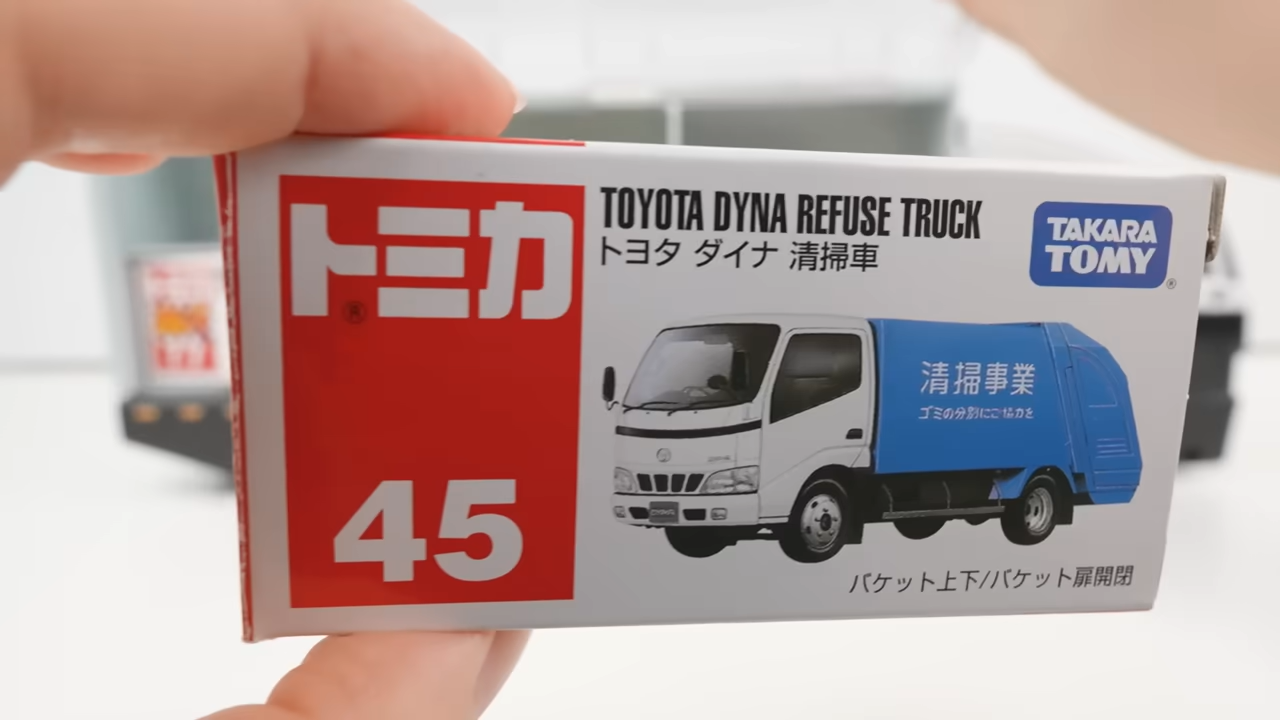 トミカ
®
45
TOYOTA DYNA REFUSE TRUCK
トヨタ ダイナ 清掃車
TAKARA
TOMY
®
清掃事業
ゴミの分別にご協力を
バケット上下/バケット扉開閉